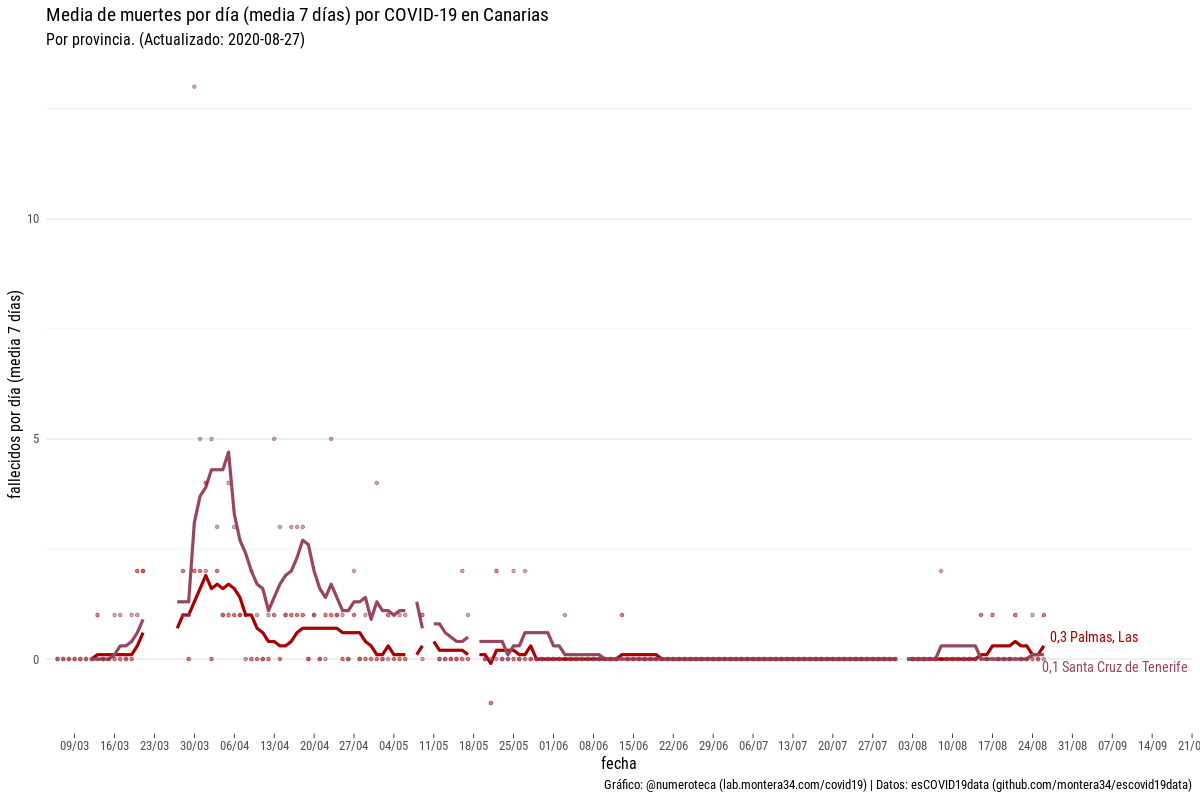 Media de muertes por día (media 7 días) por COVID-19 en Canarias
Por provincia. (Actualizado: 2020-08-27)
fallecidos por día (media 7 días)
10
5
0
0,3 Palmas, Las
0,1 Santa Cruz de Tenerife
09/03 16/03 23/03 30/03 06/04 13/04 20/04 27/04 04/05 11/05 18/05 25/05 01/06 08/06 15/06 22/06 29/06 06/07 13/07 20/07 27/07 03/08 10/08 17/08 24/08 31/08 07/09 14/09 21/0
fecha
Gráfico: @numeroteca (lab.montera34.com/covid19) | Datos: esCOVID19data (github.com/montera34/escovid19data)